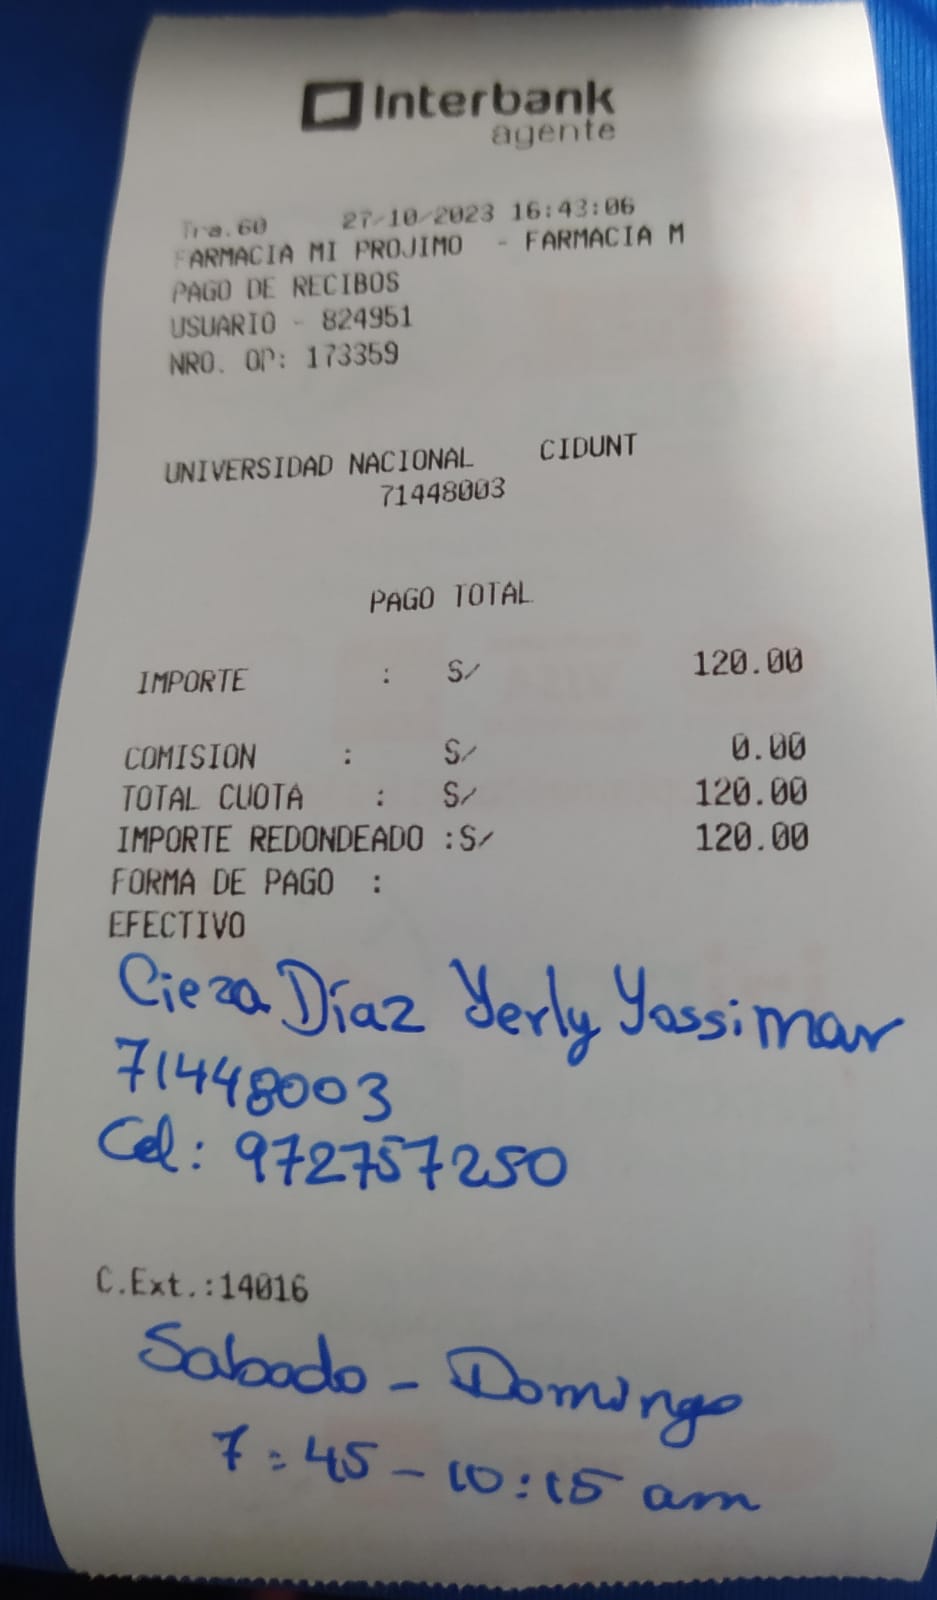 Interbank
agente
Tra.60 27/10/2023 16:43:06
FARMACIA MI PROJIMO - FARMACIA M
PAGO DE RECIBOS
USUARIO - 824951
NRO. OP: 173359
UNIVERSIDAD NACIONAL CIDUNT
71448003
PAGO TOTAL
IMPORTE : S/ 120.00
COMISION : S/ 0.00
TOTAL CUOTA : S/ 120.00
IMPORTE REDONDEADO :S/ 120.00
FORMA DE PAGO :
EFECTIVO
Cieza Díaz Yerly Yossimar
71448003
Cel: 972757250
C.Ext.:14016
Sabado - Domingo
7:45 - 10:15 am